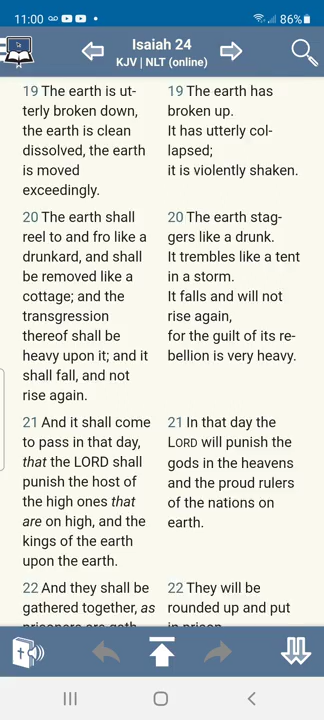 11:00
86%
Isaiah 24
KJV | NLT (online)
19 The earth is ut-
terly broken down,
the earth is clean
dissolved, the earth
is moved
exceedingly.
19 The earth has
broken up.
It has utterly col-
lapsed;
it is violently shaken.
20 The earth shall
reel to and fro like a
drunkard, and shall
be removed like a
cottage; and the
transgression
thereof shall be
heavy upon it; and it
shall fall, and not
rise again.
20 The earth stag-
gers like a drunk.
It trembles like a tent
in a storm.
It falls and will not
rise again,
for the guilt of its re-
bellion is very heavy.
21 And it shall come
to pass in that day,
that the LORD shall
punish the host of
the high ones that
are on high, and the
kings of the earth
upon the earth.
21 In that day the
LORD will punish the
gods in the heavens
and the proud rulers
of the nations on
earth.
22 And they shall be
gathered together, as
prisoners are gath-
22 They will be
rounded up and put
in prison